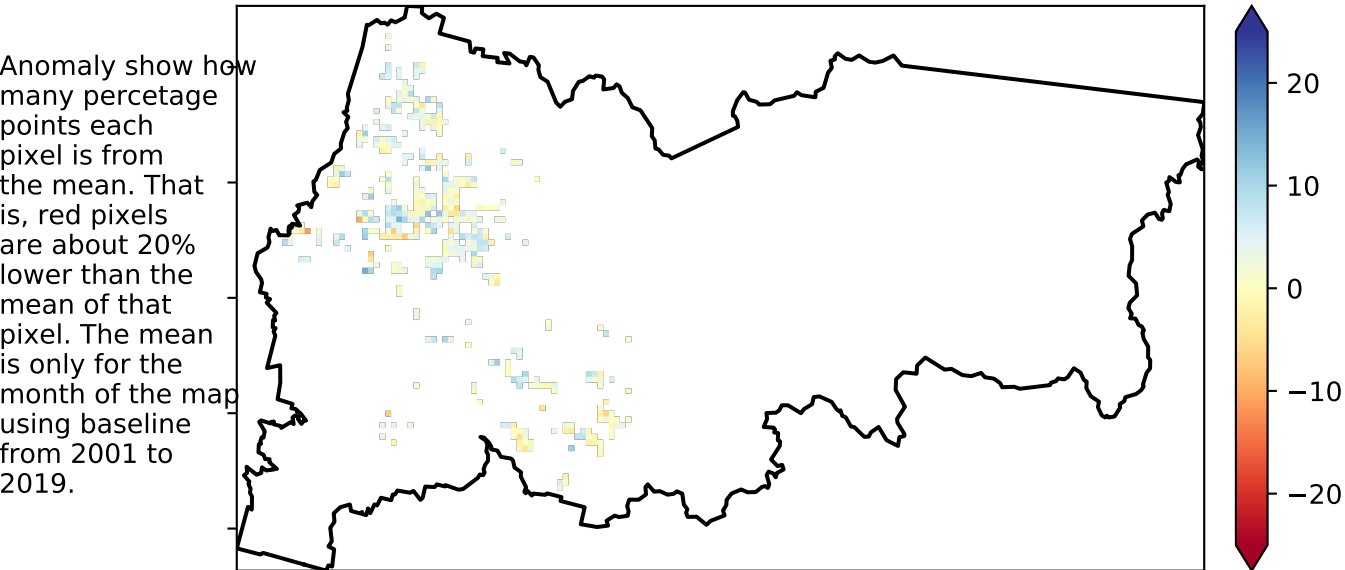 Anomaly show how
many percetage
points each
pixel is from
the mean. That
is, red pixels
are about 20%
lower than the
mean of that
pixel. The mean
is only for the
month of the map
using baseline
from 2001 to
2019.
20
10
0
−10
−20